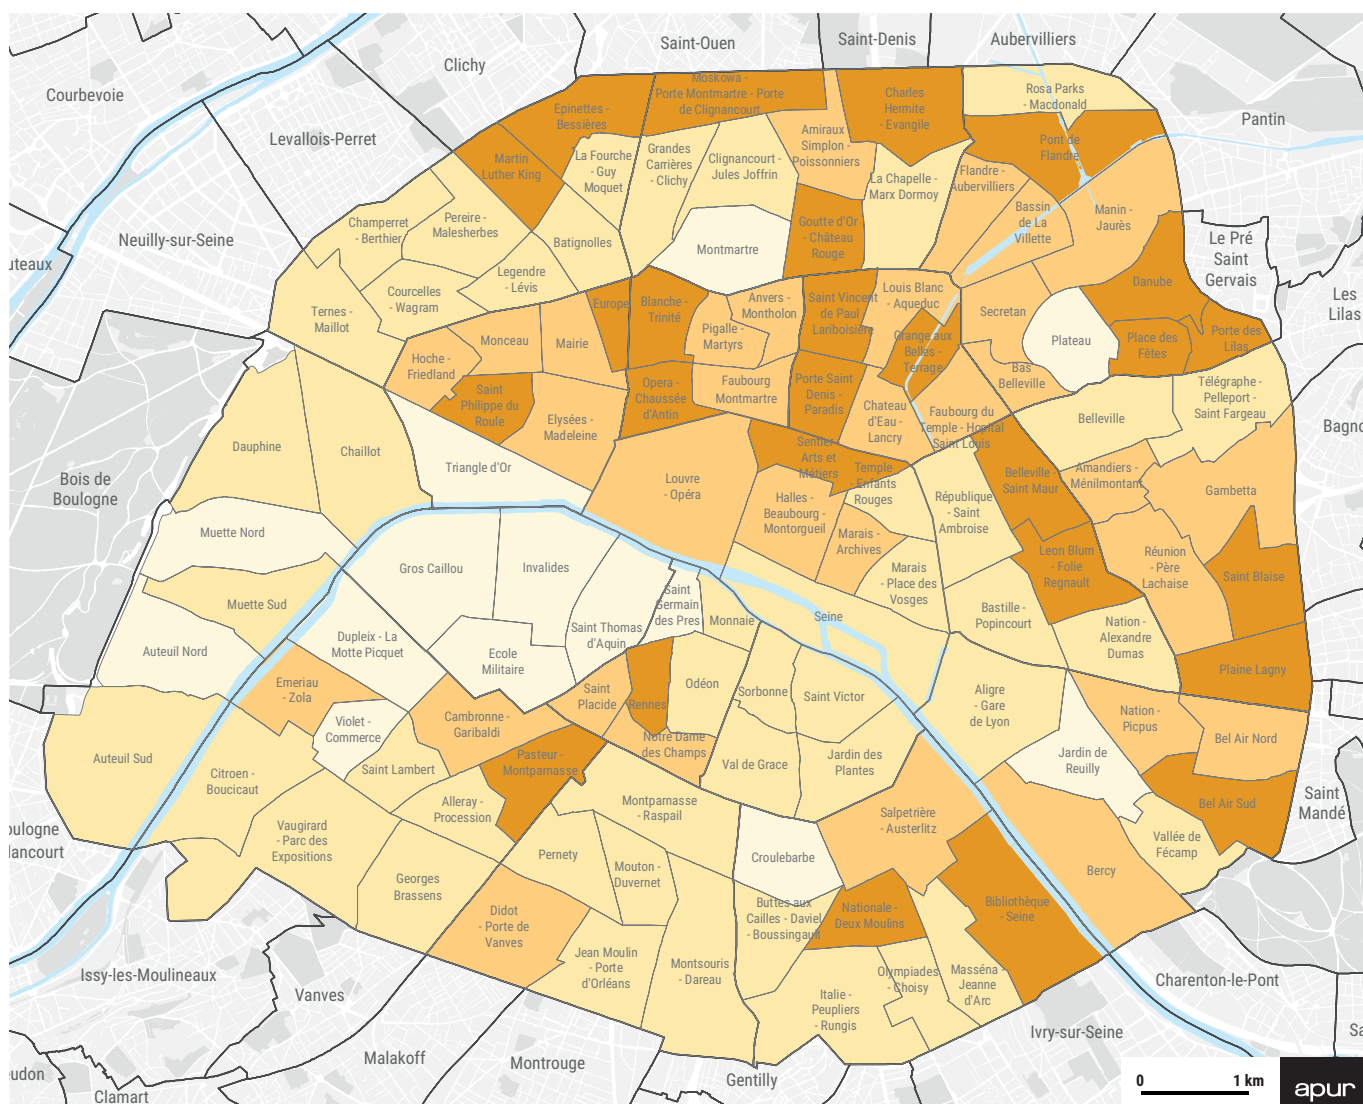 Saint-Ouen
Saint-Denis
Aubervilliers
Clichy
Courbevoie
Levallois-Perret
Pantin
Neuilly-sur-Seine
uteaux
Le Pré
Saint
Gervais
Les
Lilas
Bagno
Bois de
Boulogne
Moskowa -
Porte Montmartre - Porte
de Clignancourt
Epinettes -
Bessières
Charles
Hermite
- Evangile
Rosa Parks
- Macdonald
Pont de
Flandre
Martin
Luther King
La Fourche
- Guy
Moquet
Grandes
Carrières
- Clichy
Clignancourt -
Jules Joffrin
Amiraux
Simplon -
Poissonniers
La Chapelle -
Marx Dormoy
Flandre -
Aubervilliers
Bassin
de La
Villette
Manin -
Jaurès
Champerret
- Berthier
Pereire -
Malesherbes
Batignolles
Montmartre
Goutte d'Or
- Château
Rouge
Legendre
- Lévis
Courcelles
- Wagram
Ternes -
Maillot
Europe
Blanche -
Trinité
Anvers -
Montholon
Pigalle -
Martyrs
Saint Vincent
de Paul -
Lariboisière
Louis Blanc
- Aqueduc
Grange aux
Belles -
Terrage
Secretan
Plateau
Danube
Place des
Fêtes
Porte des
Lilas
Hoche -
Friedland
Monceau
Mairie
Saint
Philippe du
Roule
Elysées -
Madeleine
Opera -
Chaussée
d'Antin
Faubourg
Montmartre
Porte Saint
Denis -
Paradis
Chateau
d'Eau -
Lancry
Faubourg du
Temple - Hopital
Saint Louis
Bas
Belleville
Belleville
Télégraphe -
Pelleport -
Saint Fargeau
Dauphine
Chaillot
Triangle d'Or
Louvre
- Opéra
Sentier -
Arts et
Métiers
Temple
- Enfants
Rouges
Halles -
Beaubourg -
Montorgueil
Marais -
Archives
République
- Saint
Ambroise
Belleville -
Saint Maur
Amandiers -
Ménilmontant
Gambetta
Muette Nord
Muette Sud
Auteuil Nord
Auteuil Sud
Gros Caillou
Invalides
Dupleix - La
Motte Picquet
Ecole
Militaire
Saint Thomas
d'Aquin
Saint
Germain
des Pres
Monnaie
Seine
Marais
- Place des
Vosges
Bastille -
Popincourt
Leon Blum
- Folie
Regnault
Réunion
- Père
Lachaise
Saint Blaise
Nation -
Alexandre
Dumas
Plaine Lagny
Emeriau
- Zola
Violet -
Commerce
Cambronne -
Garibaldi
Saint
Placide
Rennes
Odéon
Sorbonne
Saint Victor
Notre Dame
des Champs
Val de Grace
Jardin des
Plantes
Aligre
- Gare
de Lyon
Jardin de
Reuilly
Nation -
Picpus
Bel Air Nord
Bel Air Sud
Vallée de
Fécamp
Bercy
Citroen -
Boucicaut
Saint Lambert
Alleray -
Procession
Pasteur -
Montparnasse
Montparnasse
- Raspail
Vaugirard
- Parc des
Expositions
Georges
Brassens
Pernety
Mouton -
Duvernet
Didot
- Porte de
Vanves
Jean Moulin
- Porte
d'Orléans
Montsouris
- Dareau
Croulebarbe
Buttes aux
Cailles - Daviel
- Boussingault
Salpetrière
- Austerlitz
Nationale -
Deux Moulins
Bibliothèque
- Seine
Italie -
Peupliers
- Rungis
Olympiades
- Choisy
Masséna -
Jeanne
d'Arc
Saint
Mandé
oulogne
lancourt
Issy-les-Moulineaux
Vanves
Malakoff
Montrouge
Gentilly
Ivry-sur-Seine
Charenton-le-Pont
Sa
eudon
Clamart
0 1 km
apur